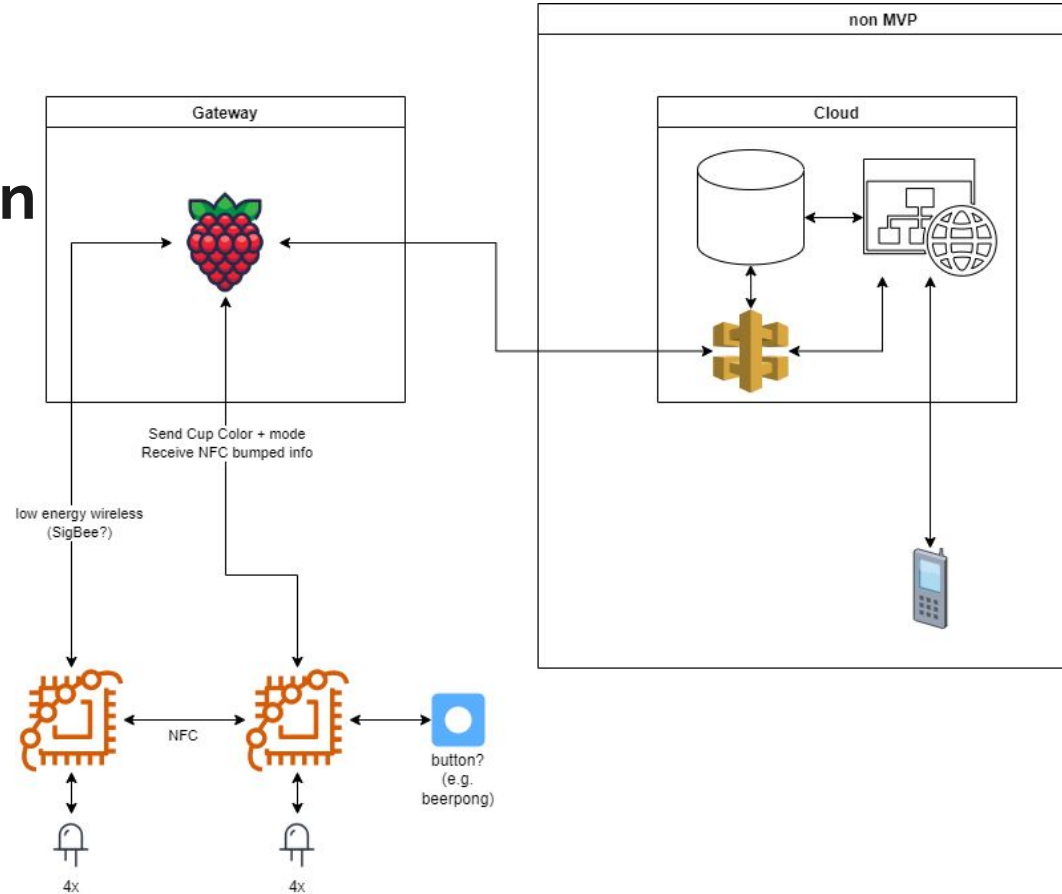 non MVP
Gateway
Cloud
n
Send Cup Color + mode
Receive NFC bumped info
low energy wireless
(SigBee?)
NFC
button?
(e.g.
beerpong)
4x
4x